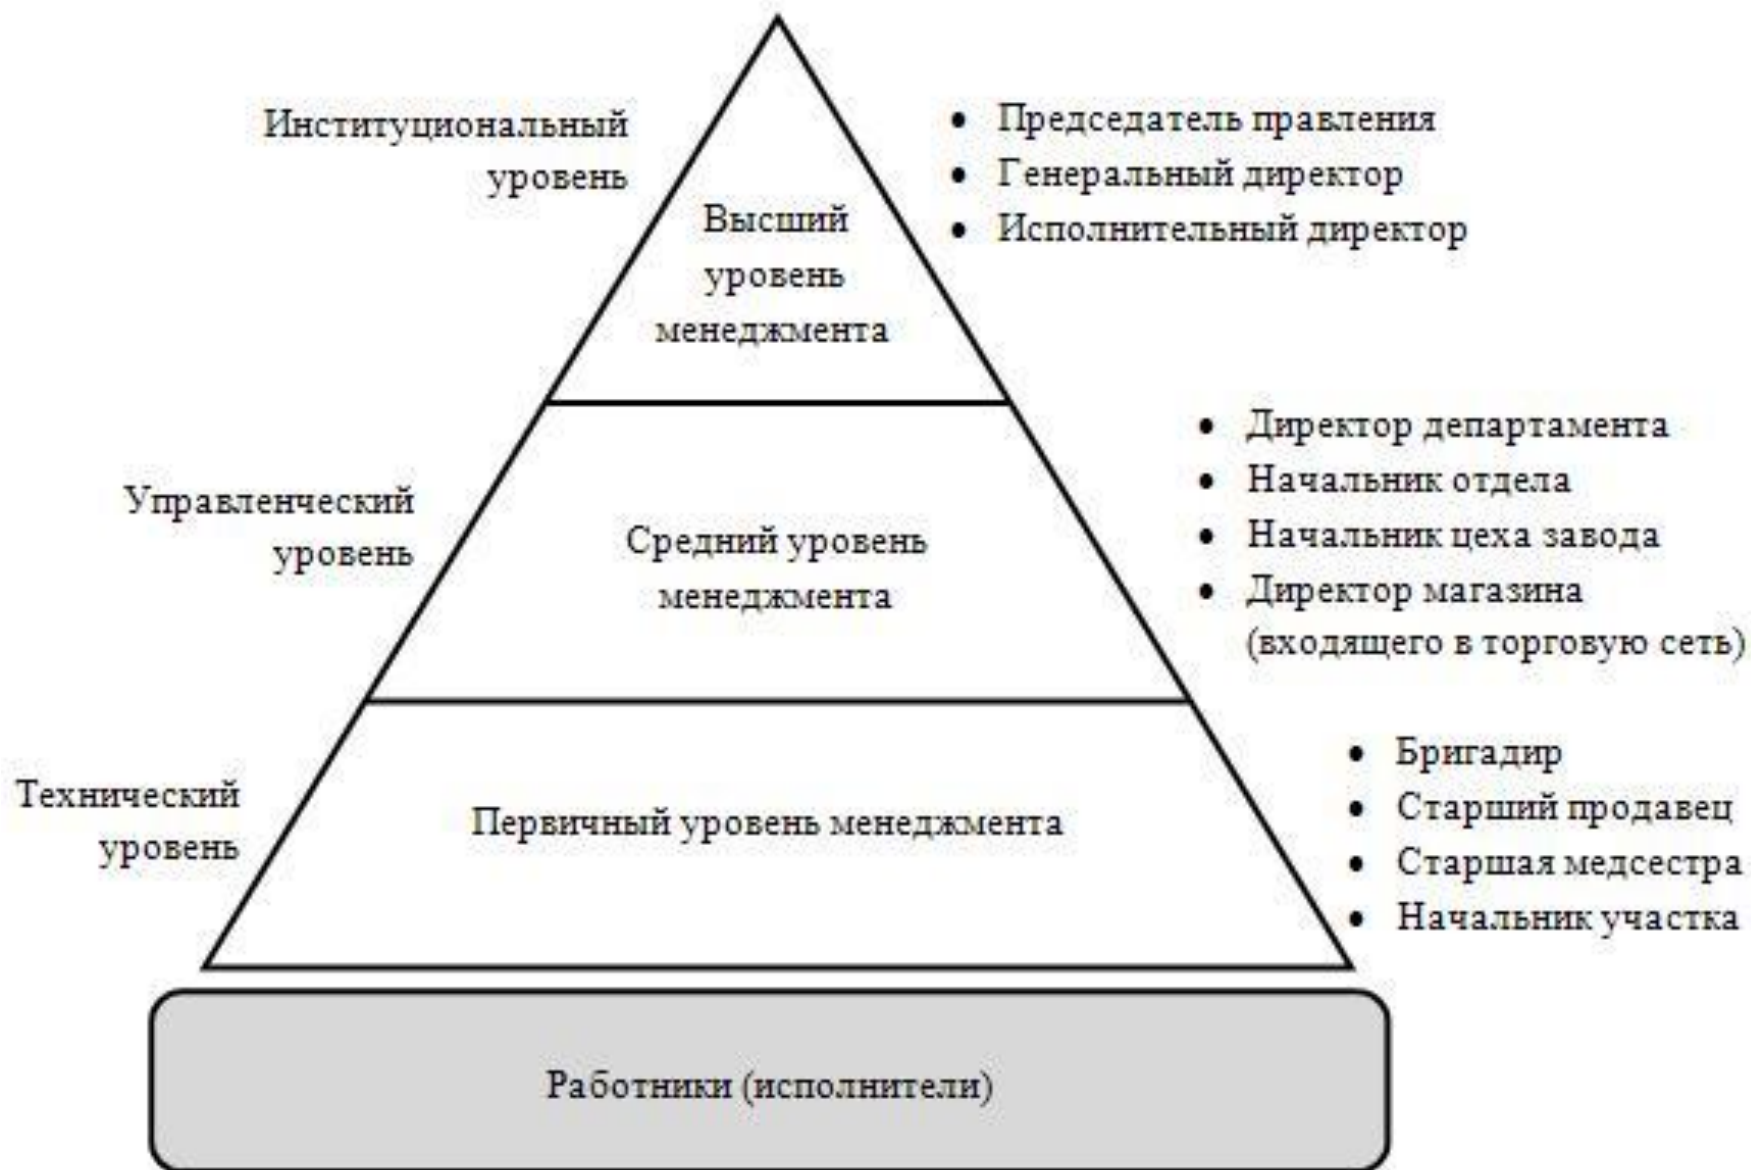 Институциональный
уровень
Высший
уровень
менеджмента
• Председатель правления
• Генеральный директор
• Исполнительный директор
Управленческий
уровень
Средний уровень
менеджмента
• Директор департамента
• Начальник отдела
• Начальник цеха завода
• Директор магазина
(входящего в торговую сеть)
Технический
уровень
Первичный уровень менеджмента
• Бригадир
• Старший продавец
• Старшая медсестра
• Начальник участка
Работники (исполнители)